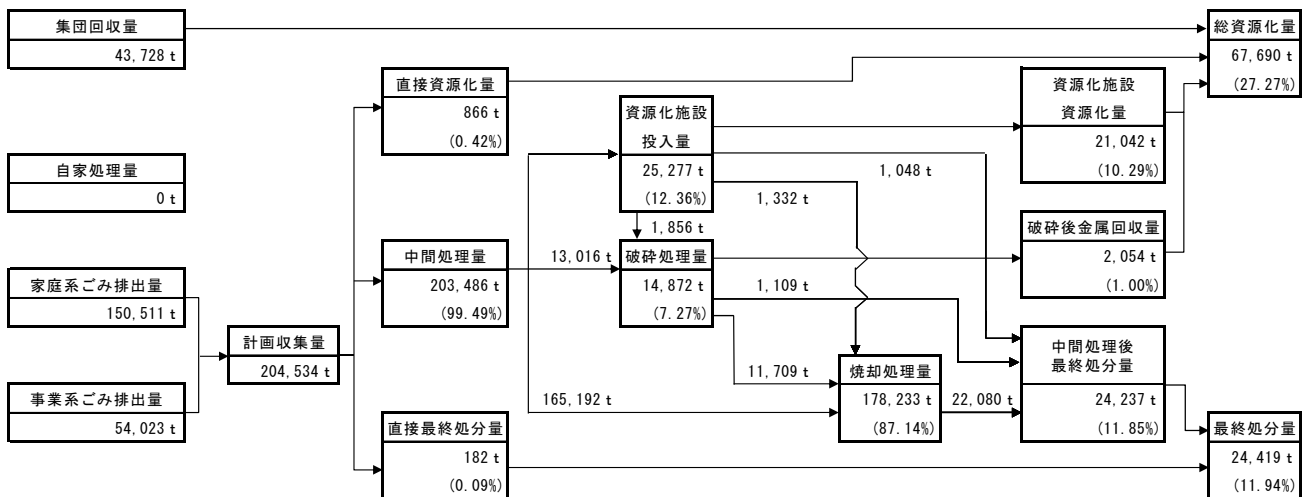 集団回収量
43,728 t
自家処理量
0 t
家庭系ごみ排出量
150,511 t
事業系ごみ排出量
54,023 t
計画収集量
204,534 t
直接資源化量
866 t
(0.42%)
中間処理量
203,486 t
(99.49%)
直接最終処分量
182 t
(0.09%)
13,016 t
165,192 t
資源化施設
投入量
25,277 t
(12.36%)
1,856 t
破砕処理量
14,872 t
(7.27%)
1,048 t
1,332 t
1,109 t
11,709 t
焼却処理量
178,233 t
(87.14%)
22,080 t
資源化施設
資源化量
21,042 t
(10.29%)
破砕後金属回収量
2,054 t
(1.00%)
中間処理後
最終処分量
24,237 t
(11.85%)
総資源化量
67,690 t
(27.27%)
最終処分量
24,419 t
(11.94%)